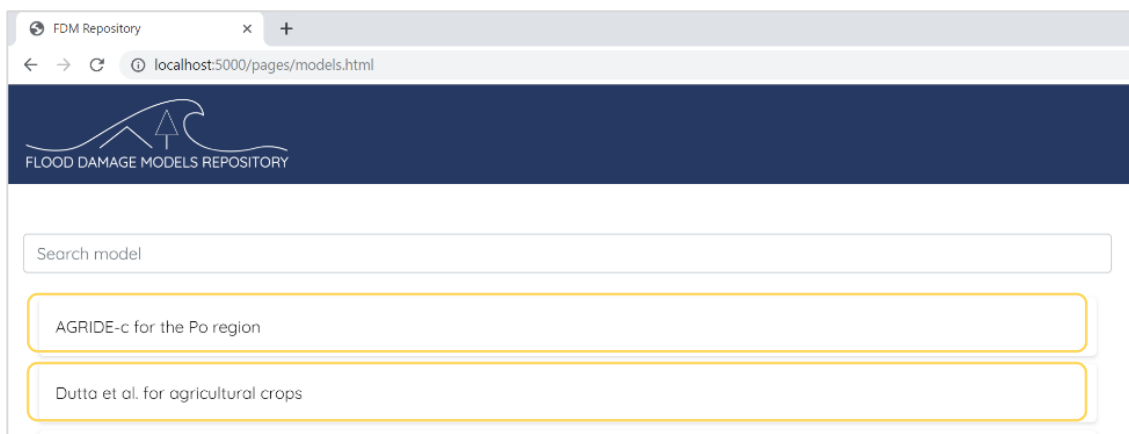 FDM Repository
localhost:5000/pages/models.html
FLOOD DAMAGE MODELS REPOSITORY
Search model
AGRIDE-c for the Po region
Dutta et al. for agricultural crops